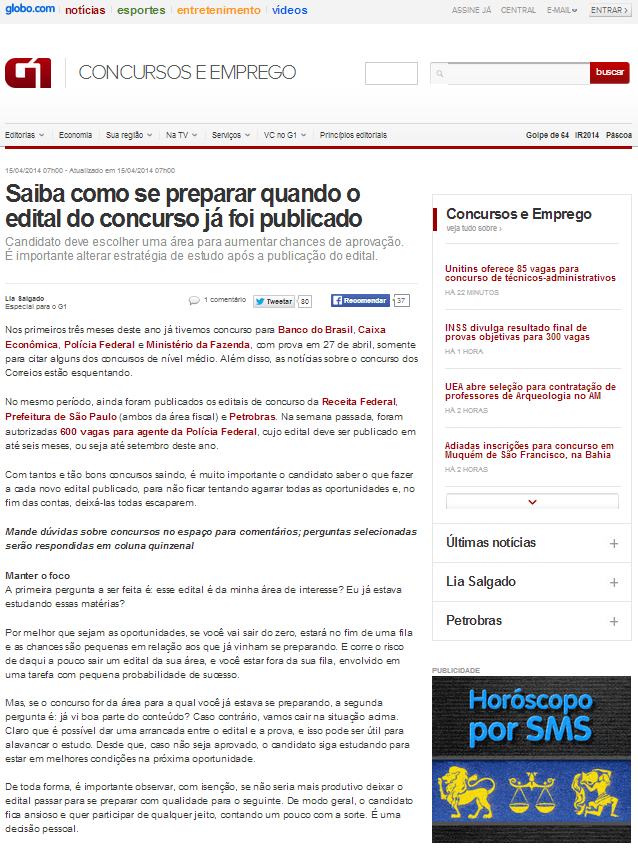 globo.com notícias esportes entretenimento vídeos
ASSINE JÁ CENTRAL E-MAIL ENTRAR ›
G1 CONCURSOS E EMPREGO
buscar
Editorias Economia Sua região Na TV Serviços VC no G1 Princípios editoriais
Golpe de 64 IR2014 Páscoa
15/04/2014 07h00 - Atualizado em 15/04/2014 07h00
Saiba como se preparar quando o
edital do concurso já foi publicado
Candidato deve escolher uma área para aumentar chances de aprovação.
É importante alterar estratégia de estudo após a publicação do edital.
Lia Salgado
Especial para o G1
1 comentário Tweetar 80 Recomendar 37
Nos primeiros três meses deste ano já tivemos concurso para Banco do Brasil, Caixa
Econômica, Polícia Federal e Ministério da Fazenda, com prova em 27 de abril, somente
para citar alguns dos concursos de nível médio. Além disso, as notícias sobre o concurso dos
Correios estão esquentando.
No mesmo período, ainda foram publicados os editais de concurso da Receita Federal,
Prefeitura de São Paulo (ambos da área fiscal) e Petrobras. Na semana passada, foram
autorizadas 600 vagas para agente da Polícia Federal, cujo edital deve ser publicado em
até seis meses, ou seja até setembro deste ano.
Com tantos e tão bons concursos saindo, é muito importante o candidato saber o que fazer
a cada novo edital publicado, para não ficar tentando agarrar todas as oportunidades e, no
fim das contas, deixá-las todas escaparem.
Mande dúvidas sobre concursos no espaço para comentários; perguntas selecionadas
serão respondidas em coluna quinzenal
Manter o foco
A primeira pergunta a ser feita é: esse edital é da minha área de interesse? Eu já estava
estudando essas matérias?
Por melhor que sejam as oportunidades, se você vai sair do zero, estará no fim de uma fila
e as chances são pequenas em relação aos que já vinham se preparando. E corre o risco
de daqui a pouco sair um edital da sua área, e você estar fora da sua fila, envolvido em
uma tarefa com pequena probabilidade de sucesso.
Mas, se o concurso for da área para a qual você já estava se preparando, a segunda
pergunta é: já vi boa parte do conteúdo? Caso contrário, vamos cair na situação acima.
Claro que é possível dar uma arrancada entre o edital e a prova, e isso pode ser útil para
alavancar o estudo. Desde que, caso não seja aprovado, o candidato siga estudando para
estar em melhores condições na próxima oportunidade.
De toda forma, é importante observar, com isenção, se não seria mais produtivo deixar o
edital passar para se preparar com qualidade para o seguinte. De modo geral, o candidato
fica ansioso e quer participar de qualquer jeito, contando um pouco com a sorte. É uma
decisão pessoal.
Concursos e Emprego
veja tudo sobre ›
Unitins oferece 85 vagas para
concurso de técnicos-administrativos
HÁ 22 MINUTOS
INSS divulga resultado final de
provas objetivas para 300 vagas
HÁ 1 HORA
UEA abre seleção para contratação de
professores de Arqueologia no AM
HÁ 2 HORAS
Adiadas inscrições para concurso em
Muquém de São Francisco, na Bahia
HÁ 2 HORAS
Últimas notícias +
Lia Salgado +
Petrobras +
PUBLICIDADE
Horóscopo
por SMS